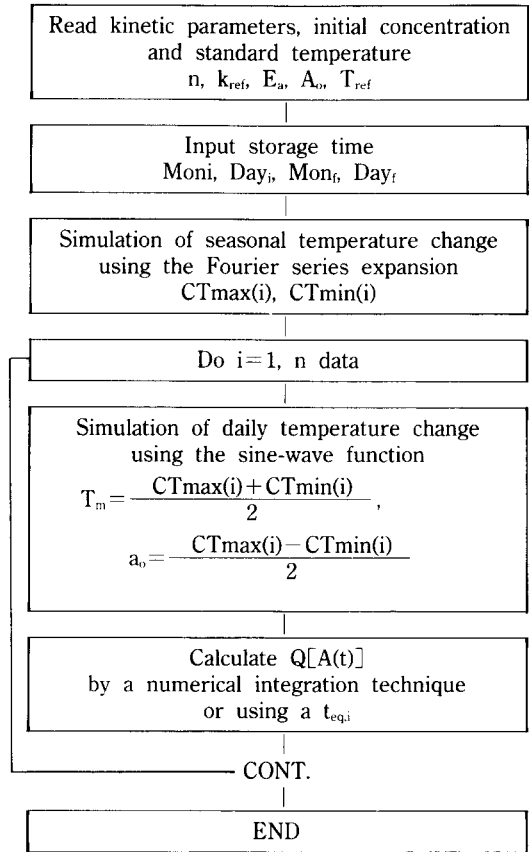 Read kinetic parameters, initial concentration
and standard temperature
n, k_ref, E_a, A_o, T_ref
Input storage time
Moni, Day_i, Mon_f, Day_f
Simulation of seasonal temperature change
using the Fourier series expansion
CTmax(i), CTmin(i)
Do i=1, n data
Simulation of daily temperature change
using the sine-wave function
T_m = CTmax(i)+CTmin(i) / 2 ,
a_o = CTmax(i)−CTmin(i) / 2
Calculate Q[A(t)]
by a numerical integration technique
or using a t_eq,i
CONT.
END